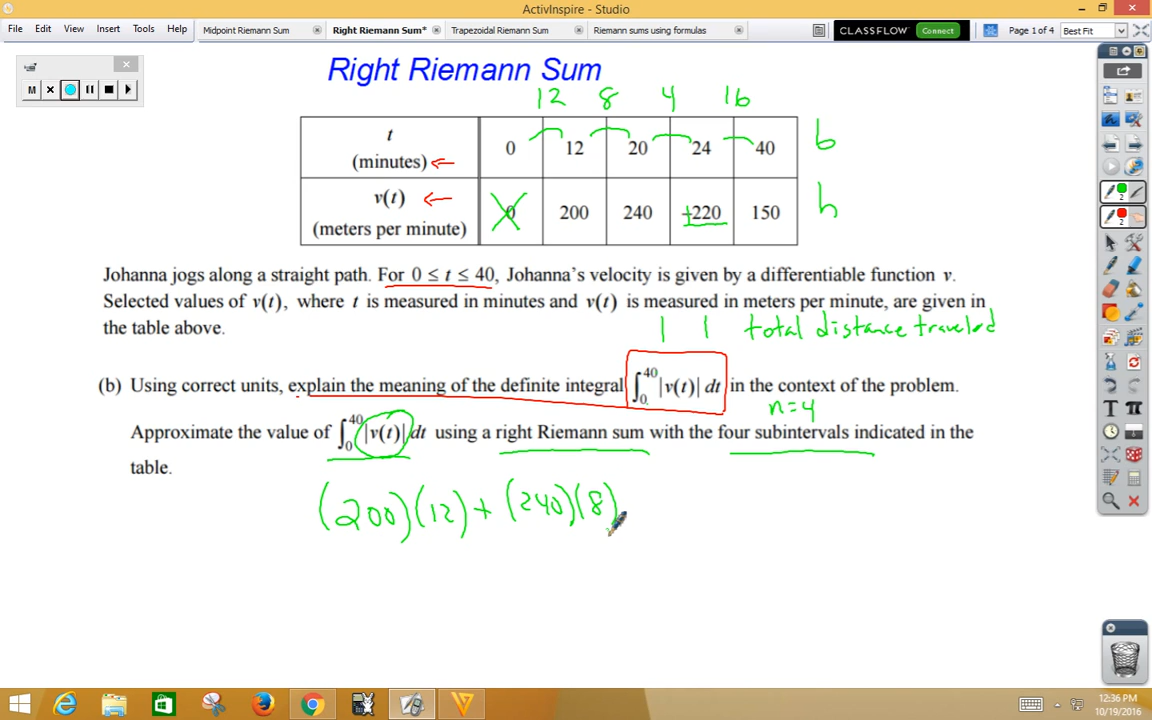 ActivInspire - Studio
File Edit View Insert Tools Help Midpoint Riemann Sum Right Riemann Sum* Trapezoidal Riemann Sum Riemann sums using formulas CLASSFLOW Connect Page 1 of 4 Best Fit
M
Right Riemann Sum
12 8 4 16
t (minutes) 0 12 20 24 40 b
v(t) (meters per minute) 0 200 240 -220 150 h
Johanna jogs along a straight path. For 0 ≤ t ≤ 40, Johanna's velocity is given by a differentiable function v.
Selected values of v(t), where t is measured in minutes and v(t) is measured in meters per minute, are given in
the table above.
| | total distance traveled
(b) Using correct units, explain the meaning of the definite integral ∫₀⁴⁰ |v(t)| dt in the context of the problem.
n=4
Approximate the value of ∫₀⁴⁰ |v(t)| dt using a right Riemann sum with the four subintervals indicated in the
table.
(200)(12) + (240)(8)
2
2
12:36 PM
10/19/2016